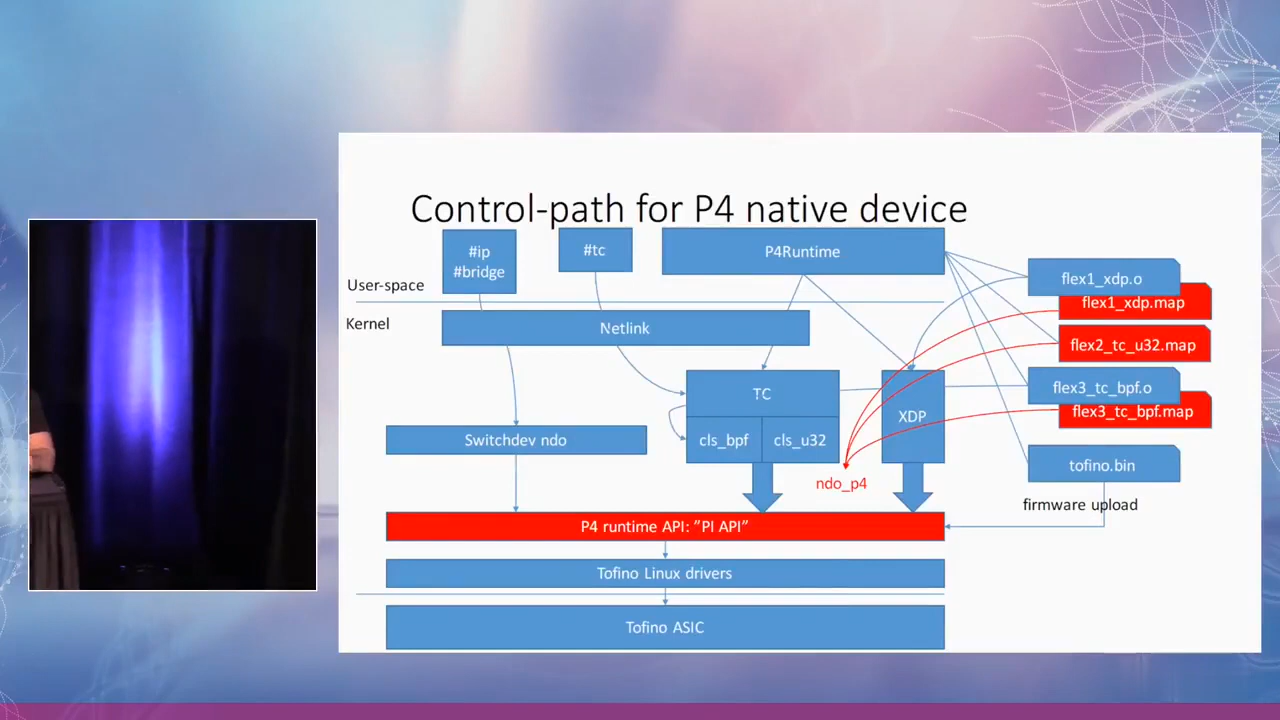 Control-path for P4 native device
#ip
#bridge
#tc
P4Runtime
User-space
Kernel
Netlink
flex1_xdp.o
flex1_xdp.map
flex2_tc_u32.map
flex3_tc_bpf.o
flex3_tc_bpf.map
TC
XDP
Switchdev ndo
cls_bpf
cls_u32
tofino.bin
ndo_p4
firmware upload
P4 runtime API: ”PI API”
Tofino Linux drivers
Tofino ASIC